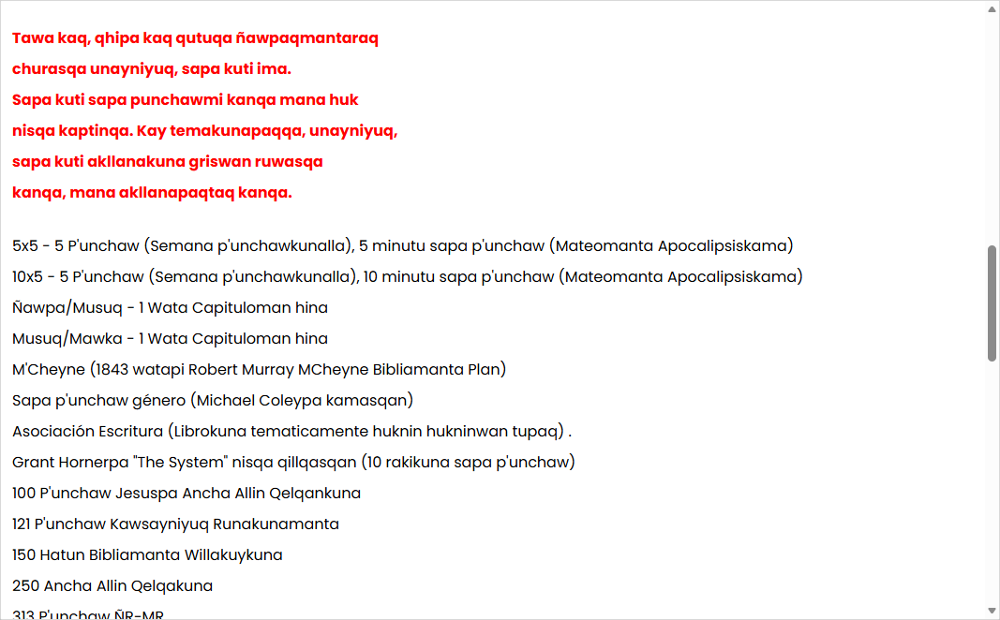 Tawa kaq, qhipa kaq qutuqa ñawpaqmantaraq
churasqa unayniyuq, sapa kuti ima.
Sapa kuti sapa punchawmi kanqa mana huk
nisqa kaptinqa. Kay temakunapaqqa, unayniyuq,
sapa kuti akllanakuna griswan ruwasqa
kanqa, mana akllanapaqtaq kanqa.
5x5 - 5 P'unchaw (Semana p'unchawkunalla), 5 minutu sapa p'unchaw (Mateomanta Apocalipsiskama)
10x5 - 5 P'unchaw (Semana p'unchawkunalla), 10 minutu sapa p'unchaw (Mateomanta Apocalipsiskama)
Ñawpa/Musuq - 1 Wata Capituloman hina
Musuq/Mawka - 1 Wata Capituloman hina
M'Cheyne (1843 watapi Robert Murray MCheyne Bibliamanta Plan)
Sapa p'unchaw género (Michael Coleypa kamasqan)
Asociación Escritura (Librokuna tematicamente huknin hukninwan tupaq) .
Grant Hornerpa "The System" nisqa qillqasqan (10 rakikuna sapa p'unchaw)
100 P'unchaw Jesuspa Ancha Allin Qelqankuna
121 P'unchaw Kawsayniyuq Runakunamanta
150 Hatun Bibliamanta Willakuykuna
250 Ancha Allin Qelqakuna
313 P'unchaw ÑR-MR